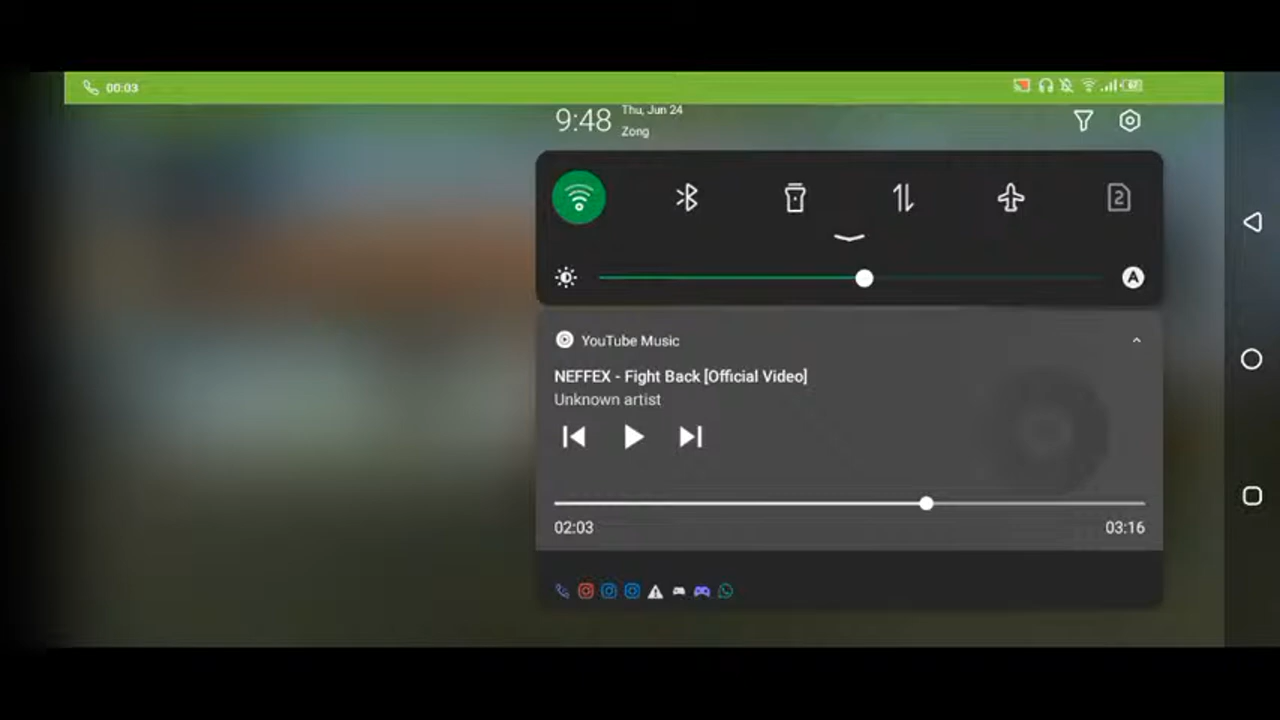 00:03
9:48
Thu, Jun 24
Zong
2
A
YouTube Music
NEFFEX - Fight Back [Official Video]
Unknown artist
02:03
03:16